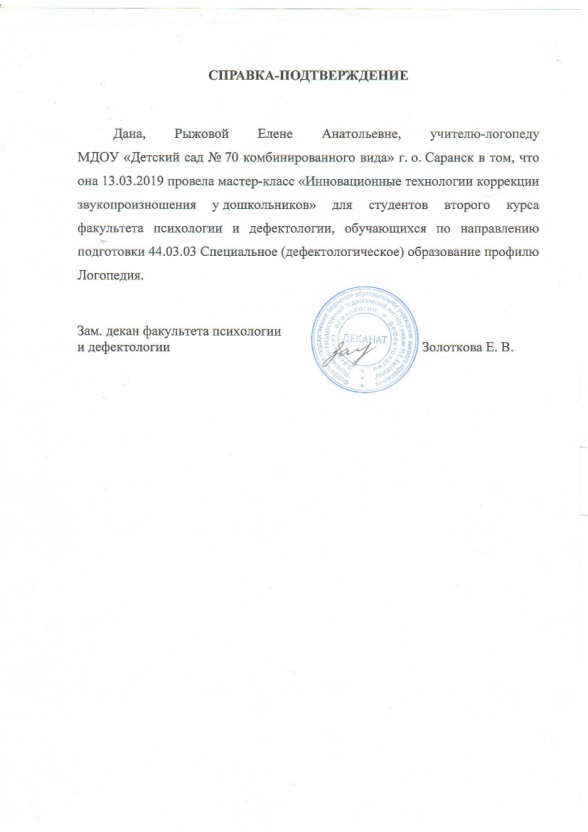 СПРАВКА-ПОДТВЕРЖДЕНИЕ
Дана, Рыжовой Елене Анатольевне, учителю-логопеду
МДОУ «Детский сад № 70 комбинированного вида» г. о. Саранск в том, что
она 13.03.2019 провела мастер-класс «Инновационные технологии коррекции
звукопроизношения у дошкольников» для студентов второго курса
факультета психологии и дефектологии, обучающихся по направлению
подготовки 44.03.03 Специальное (дефектологическое) образование профилю
Логопедия.
Зам. декан факультета психологии
и дефектологии
ДЕКАНАТ
Золоткова Е. В.